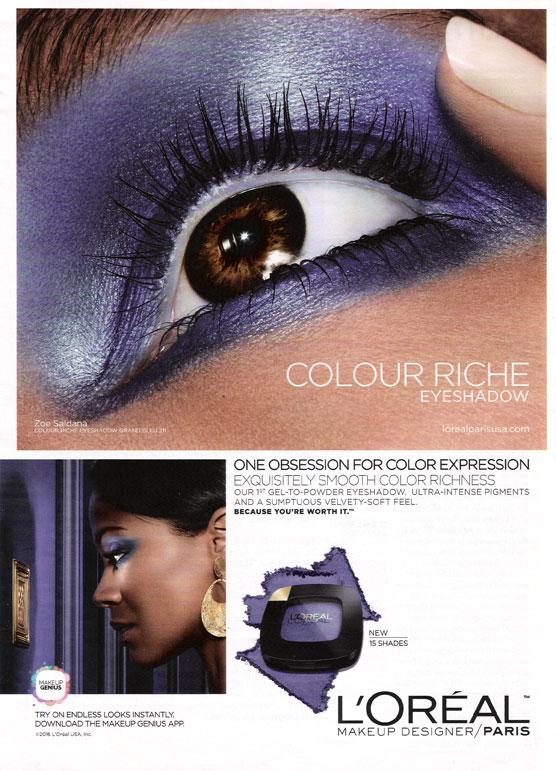 COLOUR RICHE
EYESHADOW
Zoe Saldana
lorealparisusa.com
ONE OBSESSION FOR COLOR EXPRESSION
EXQUISITELY SMOOTH COLOR RICHNESS
OUR 1ST GEL-TO-POWDER EYESHADOW. ULTRA-INTENSE PIGMENTS
AND A SUMPTUOUS VELVETY-SOFT FEEL.
BECAUSE YOU'RE WORTH IT.™
L'ORÉAL
NEW
15 SHADES
MAKEUP
GENIUS
TRY ON ENDLESS LOOKS INSTANTLY.
DOWNLOAD THE MAKEUP GENIUS APP.
©2016 L'Oréal USA, Inc.
L'ORÉAL™
MAKEUP DESIGNER/PARIS